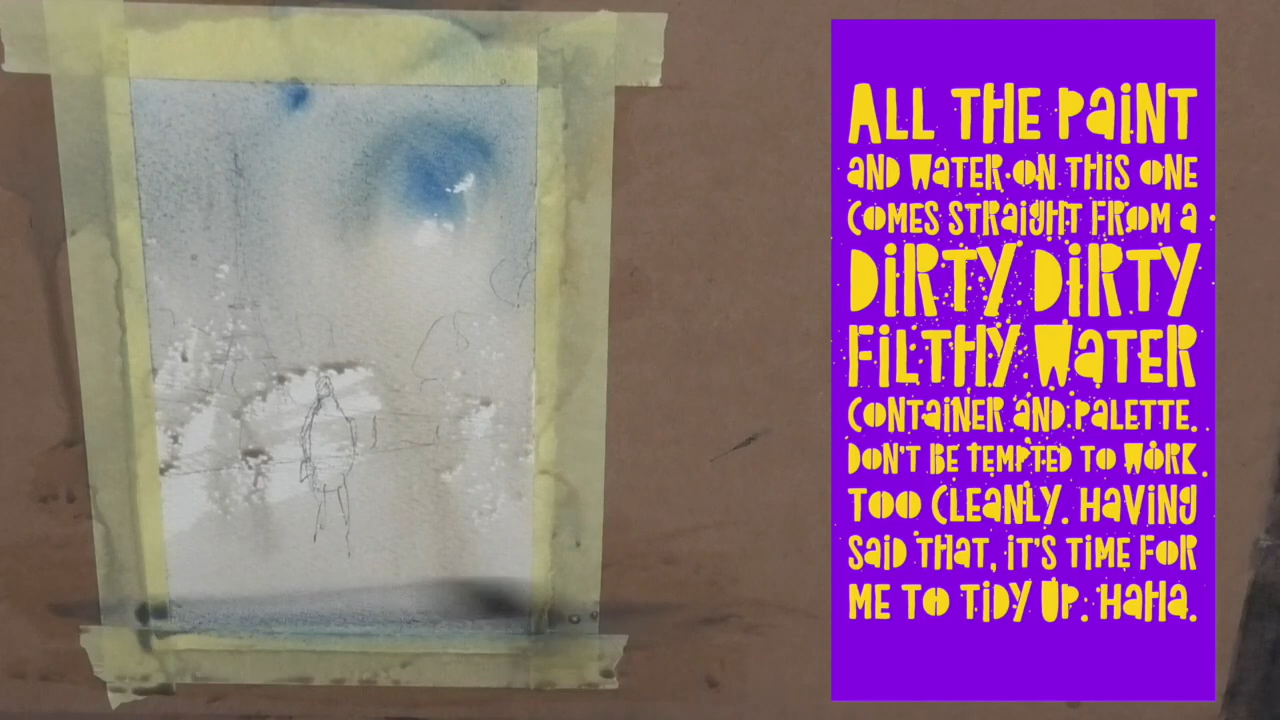 ALL THE PaiNT
aND WaTER ON THiS ONE
COMES STRaiGHT FROM a
DiRTY DiRTY
FiLTHY WaTER
CONTaiNER aND PaLETTE.
DON'T BE TEMPTED TO WORK
TOO CLEaNLY. HaViNG
SaiD THaT, iT'S TiME FOR
ME TO TiDY UP. HaHa.